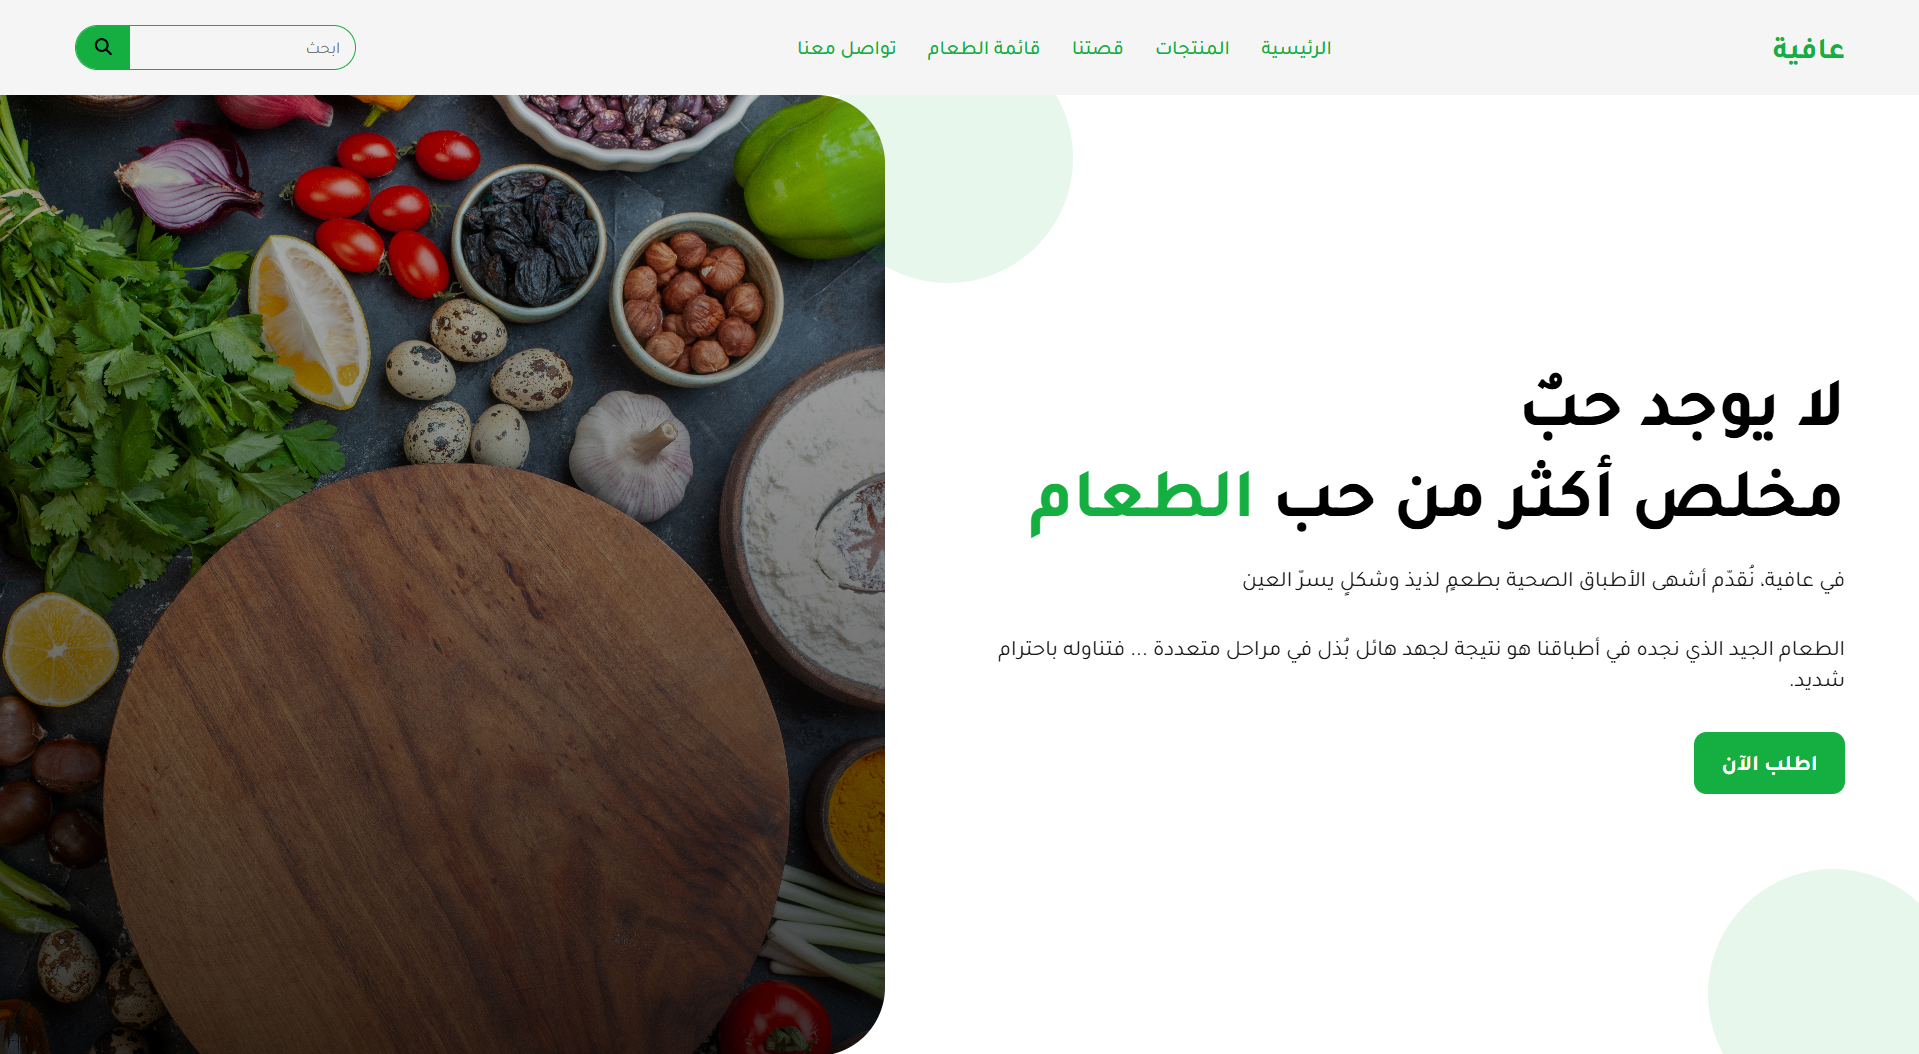 عافية
الرئيسية المنتجات قصتنا قائمة الطعام تواصل معنا
ابحث
لا يوجد حبٌ
مخلص أكثر من حب الطعام
في عافية، نُقدّم أشهى الأطباق الصحية بطعمٍ لذيذ وشكلٍ يسرّ العين
الطعام الجيد الذي نجده في أطباقنا هو نتيجة لجهد هائل بُذل في مراحل متعددة ... فتناوله باحترام
شديد.
اطلب الآن